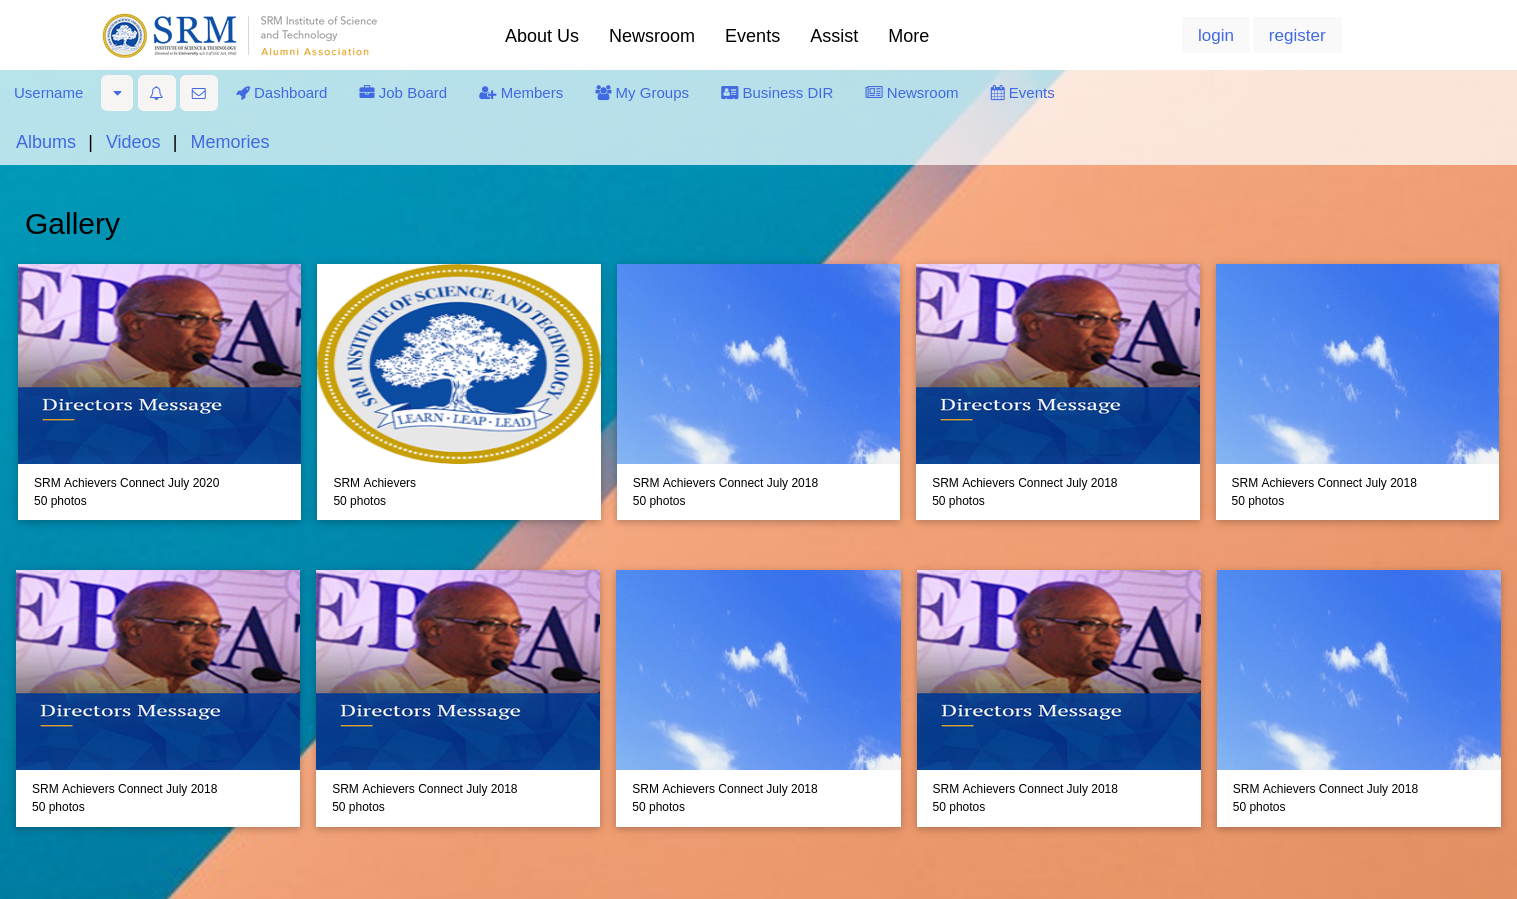 SRM
INSTITUTE OF SCIENCE & TECHNOLOGY
SRM Institute of Science
and Technology
Alumni Association
About Us
Newsroom
Events
Assist
More
login
register
Username
Dashboard
Job Board
Members
My Groups
Business DIR
Newsroom
Events
Albums | Videos | Memories
Gallery
Directors Message
SRM Achievers Connect July 2020
50 photos
SRM INSTITUTE OF SCIENCE AND TECHNOLOGY
LEARN · LEAP · LEAD
SRM Achievers
50 photos
SRM Achievers Connect July 2018
50 photos
Directors Message
SRM Achievers Connect July 2018
50 photos
SRM Achievers Connect July 2018
50 photos
Directors Message
SRM Achievers Connect July 2018
50 photos
Directors Message
SRM Achievers Connect July 2018
50 photos
SRM Achievers Connect July 2018
50 photos
Directors Message
SRM Achievers Connect July 2018
50 photos
SRM Achievers Connect July 2018
50 photos